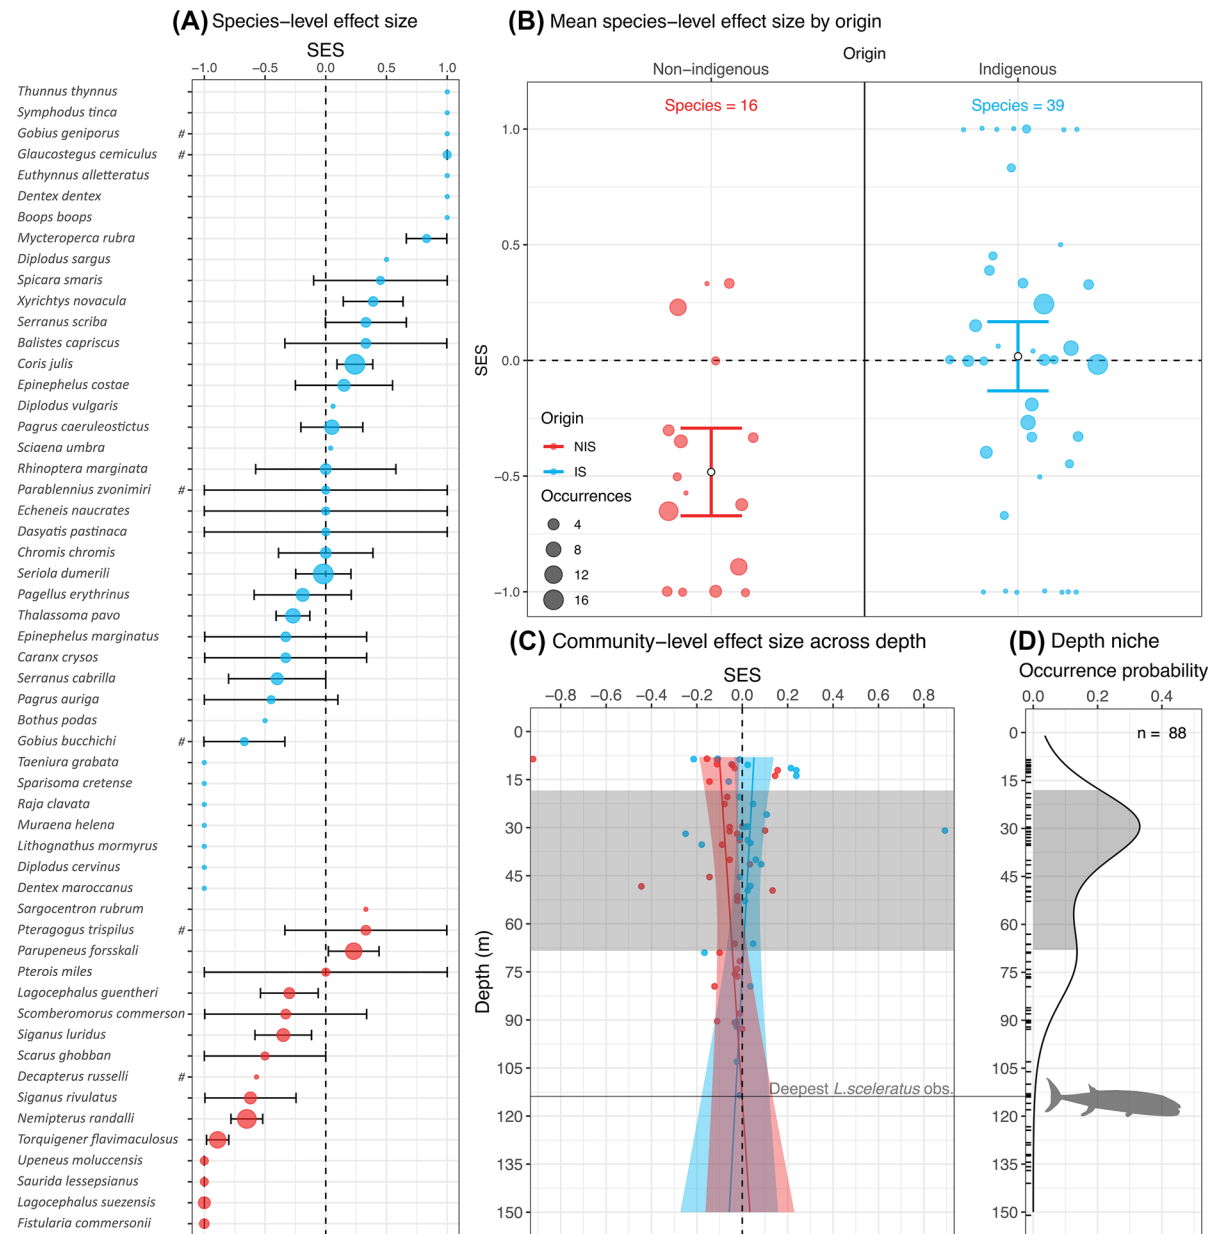 (A) Species−level effect size
SES
−1.0 −0.5 0.0 0.5 1.0
Thunnus thynnus
Symphodus tinca
Gobius geniporus #
Glaucostegus cemiculus #
Euthynnus alletteratus
Dentex dentex
Boops boops
Mycteroperca rubra
Diplodus sargus
Spicara smaris
Xyrichtys novacula
Serranus scriba
Balistes capriscus
Coris julis
Epinephelus costae
Diplodus vulgaris
Pagrus caeruleostictus
Sciaena umbra
Rhinoptera marginata
Parablennius zvonimiri #
Echeneis naucrates
Dasyatis pastinaca
Chromis chromis
Seriola dumerili
Pagellus erythrinus
Thalassoma pavo
Epinephelus marginatus
Caranx crysos
Serranus cabrilla
Pagrus auriga
Bothus podas
Gobius bucchichi #
Taeniura grabata
Sparisoma cretense
Raja clavata
Muraena helena
Lithognathus mormyrus
Diplodus cervinus
Dentex maroccanus
Sargocentron rubrum
Pteragogus trispilus #
Parupeneus forsskali
Pterois miles
Lagocephalus guentheri
Scomberomorus commerson
Siganus luridus
Scarus ghobban
Decapterus russelli #
Siganus rivulatus
Nemipterus randalli
Torquigener flavimaculosus
Upeneus moluccensis
Saurida lessepsianus
Lagocephalus suezensis
Fistularia commersonii
(B) Mean species−level effect size by origin
Origin
Non−indigenous Indigenous
Species = 16 Species = 39
1.0
0.5
0.0
−0.5
−1.0
SES
Origin
NIS
IS
Occurrences
4
8
12
16
(C) Community−level effect size across depth
SES
−0.8 −0.6 −0.4 −0.2 0.0 0.2 0.4 0.6 0.8
0
15
30
45
60
75
90
105
120
135
150
Depth (m)
Deepest L.sceleratus obs.
(D) Depth niche
Occurrence probability
0.0 0.2 0.4
n = 88
0
15
30
45
60
75
90
105
120
135
150